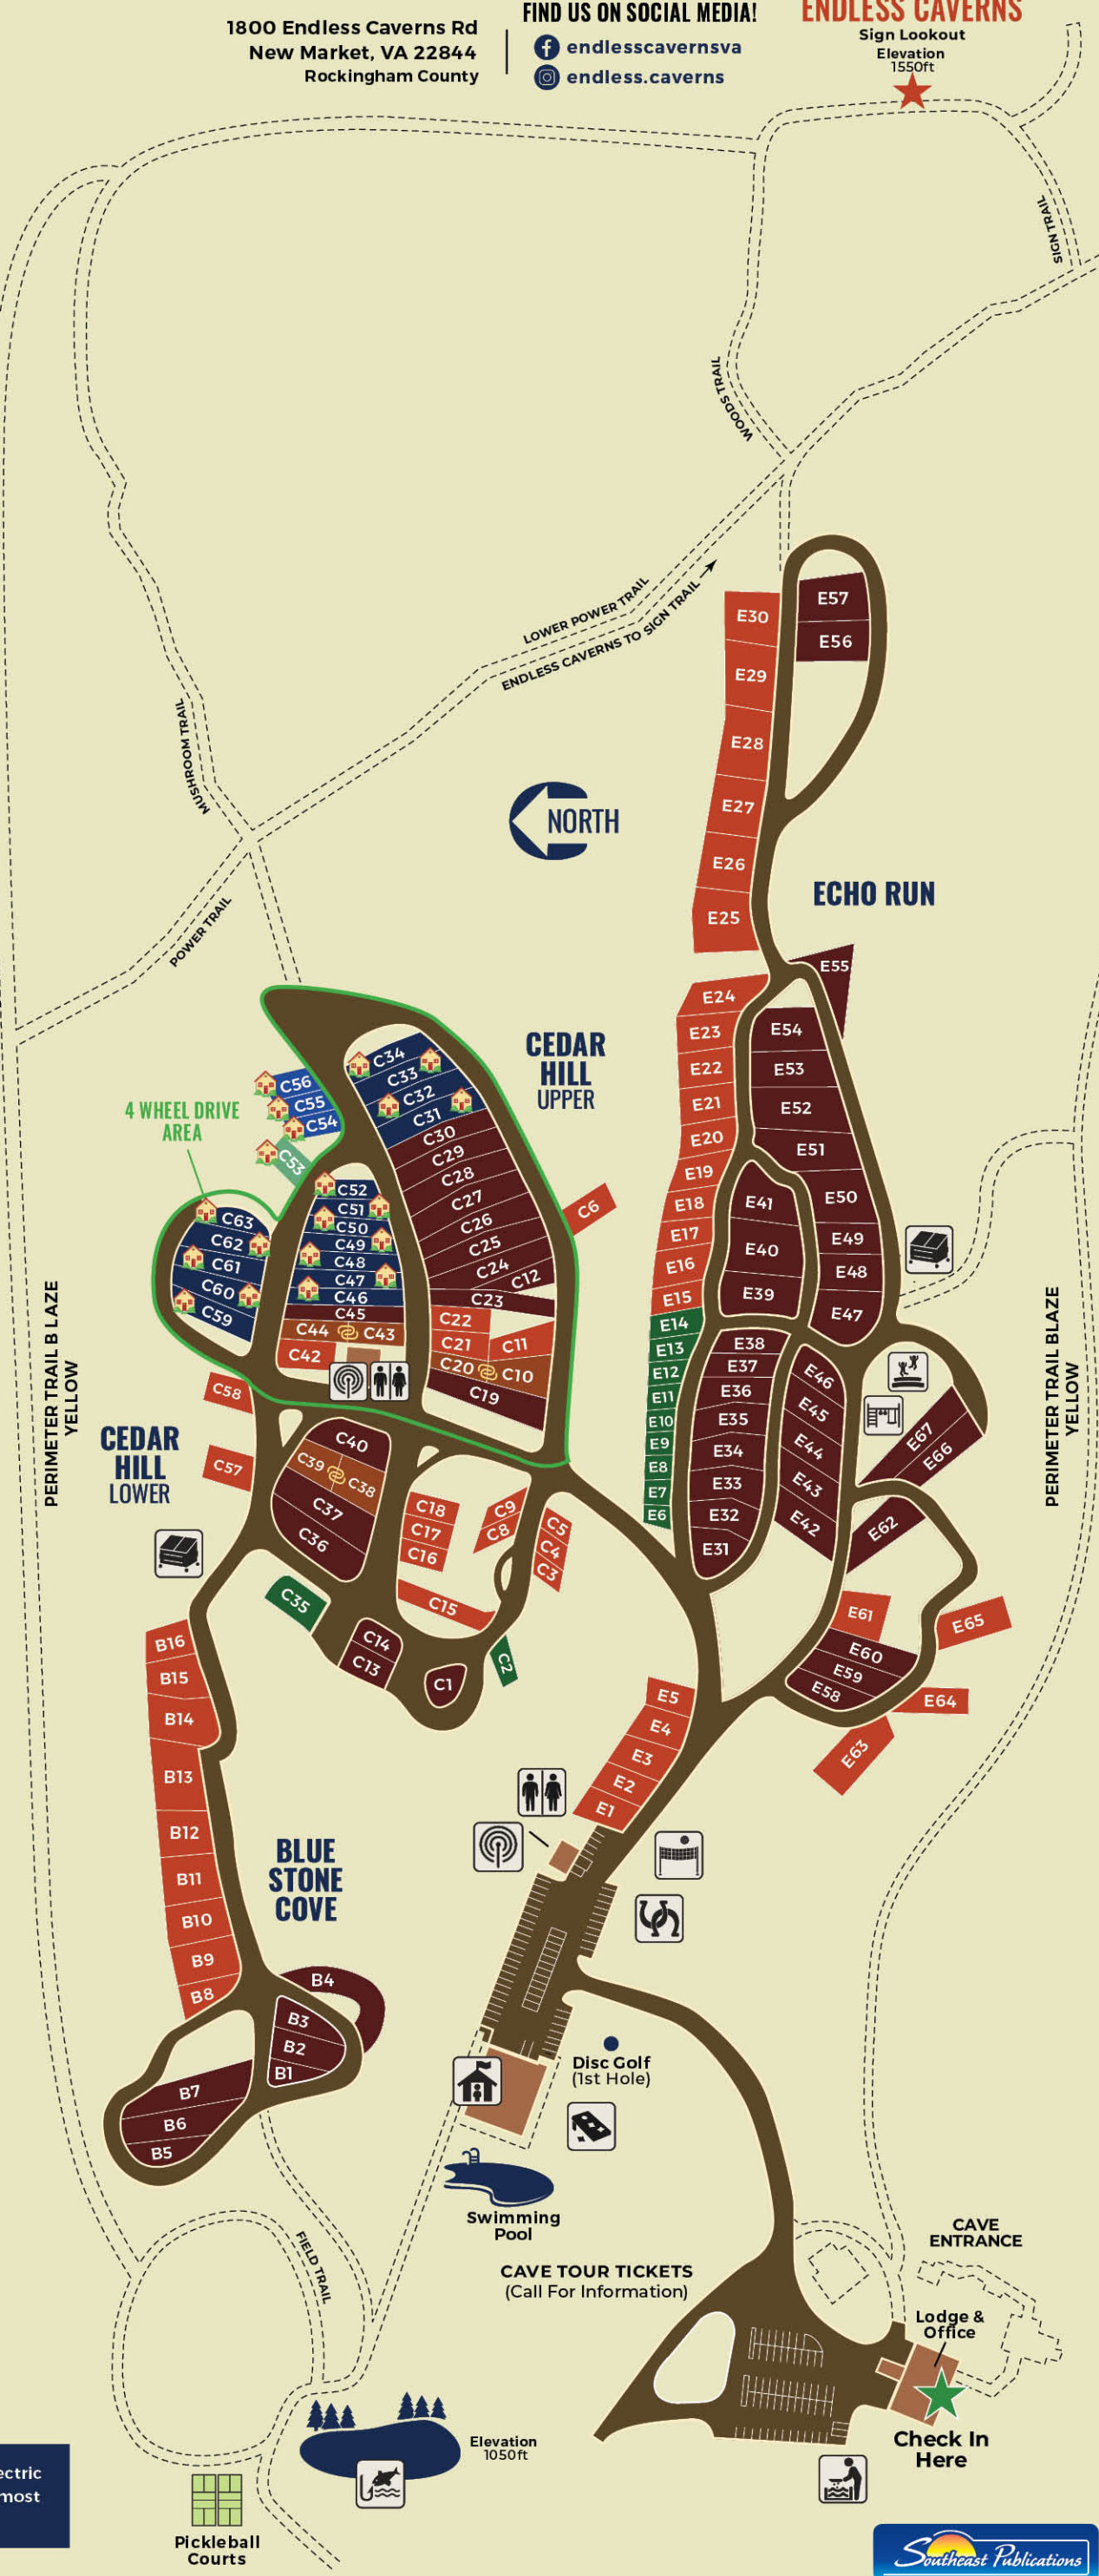 1800 Endless Caverns Rd
New Market, VA 22844
Rockingham County
FIND US ON SOCIAL MEDIA!
endlesscavernsva
endless.caverns
ENDLESS CAVERNS
Sign Lookout
Elevation
1550ft
SIGN TRAIL
WOODS TRAIL
LOWER POWER TRAIL
ENDLESS CAVERNS TO SIGN TRAIL
MUSHROOM TRAIL
POWER TRAIL
NORTH
ECHO RUN
E57
E56
E30
E29
E28
E27
E26
E25
E55
E24
E23
E22
E21
E20
E19
E18
E17
E16
E15
E14
E13
E12
E11
E10
E9
E8
E7
E6
E54
E53
E52
E51
E50
E49
E48
E47
E41
E40
E39
E38
E37
E36
E35
E34
E33
E32
E31
E46
E45
E44
E43
E42
E67
E66
E62
E61
E60
E59
E58
E65
E64
E63
E5
E4
E3
E2
E1
CEDAR
HILL
UPPER
4 WHEEL DRIVE
AREA
C34
C33
C32
C31
C30
C29
C28
C27
C26
C25
C24
C12
C23
C22
C21
C11
C20
C10
C19
C6
C56
C55
C54
C53
C52
C51
C50
C49
C48
C47
C46
C45
C44
C43
C42
C63
C62
C61
C60
C59
C58
C57
CEDAR
HILL
LOWER
C40
C39
C38
C37
C36
C35
C18
C17
C16
C15
C9
C8
C5
C4
C3
C2
C14
C13
C1
PERIMETER TRAIL B LAZE
YELLOW
PERIMETER TRAIL BLAZE
YELLOW
B16
B15
B14
B13
B12
B11
B10
B9
B8
BLUE
STONE
COVE
B4
B3
B2
B1
B7
B6
B5
Disc Golf
(1st Hole)
Swimming
Pool
FIELD TRAIL
CAVE TOUR TICKETS
(Call For Information)
CAVE
ENTRANCE
Lodge &
Office
Check In
Here
Elevation
1050ft
Pickleball
Courts
ectric
most
Southeast Publications